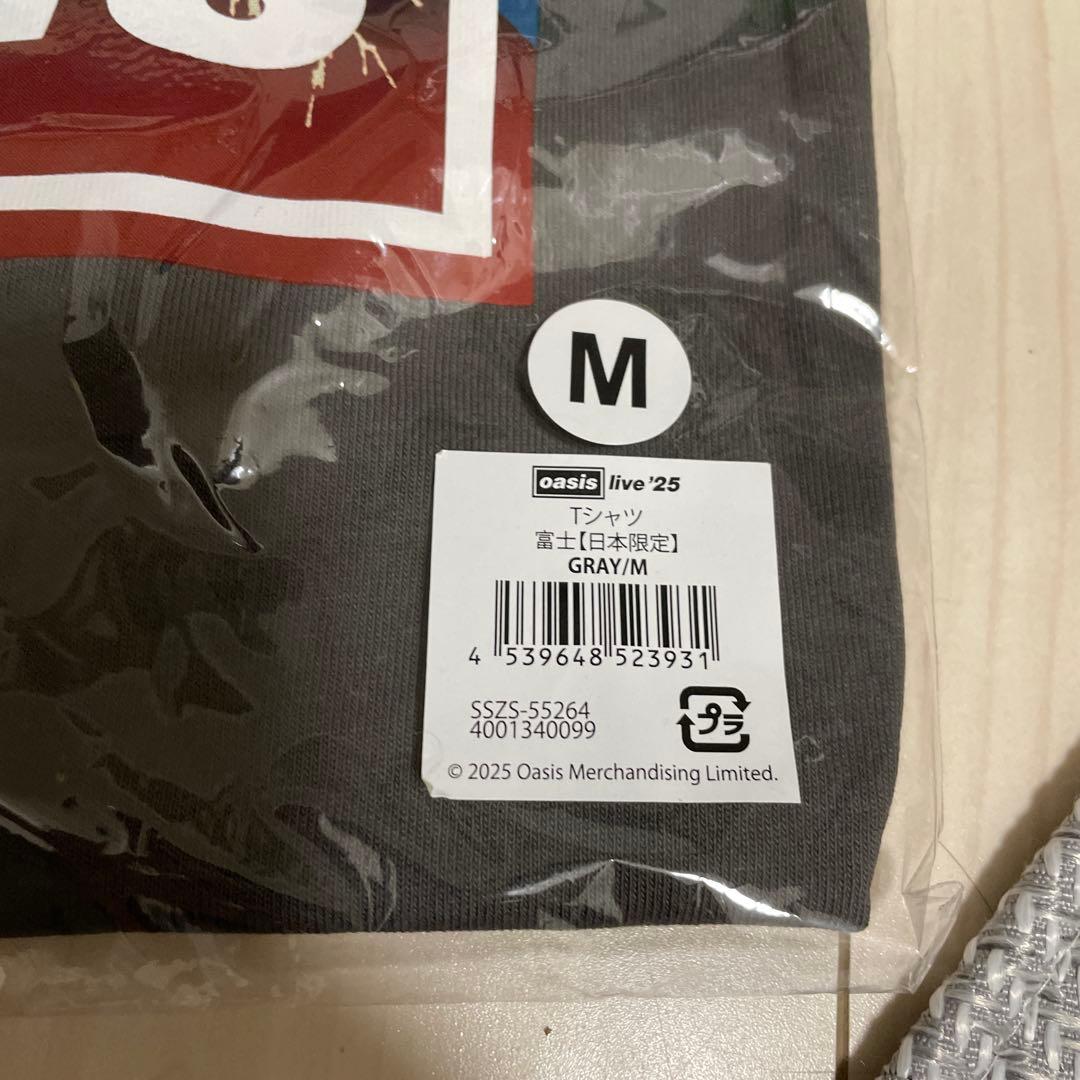 M
oasis live '25
Tシャツ
富士【日本限定】
GRAY/M
4 539648 523931
SSZS-55264
4001340099
プラ
© 2025 Oasis Merchandising Limited.